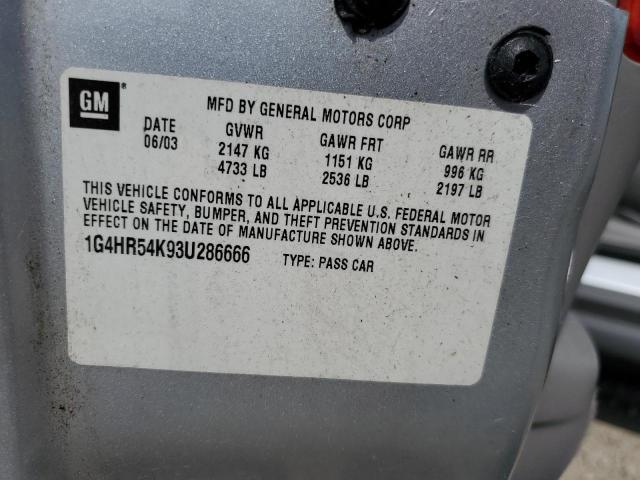 GM ®
MFD BY GENERAL MOTORS CORP
DATE GVWR GAWR FRT GAWR RR
06/03 2147 KG 1151 KG 996 KG
4733 LB 2536 LB 2197 LB
THIS VEHICLE CONFORMS TO ALL APPLICABLE U.S. FEDERAL MOTOR
VEHICLE SAFETY, BUMPER, AND THEFT PREVENTION STANDARDS IN
EFFECT ON THE DATE OF MANUFACTURE SHOWN ABOVE.
1G4HR54K93U286666 TYPE: PASS CAR